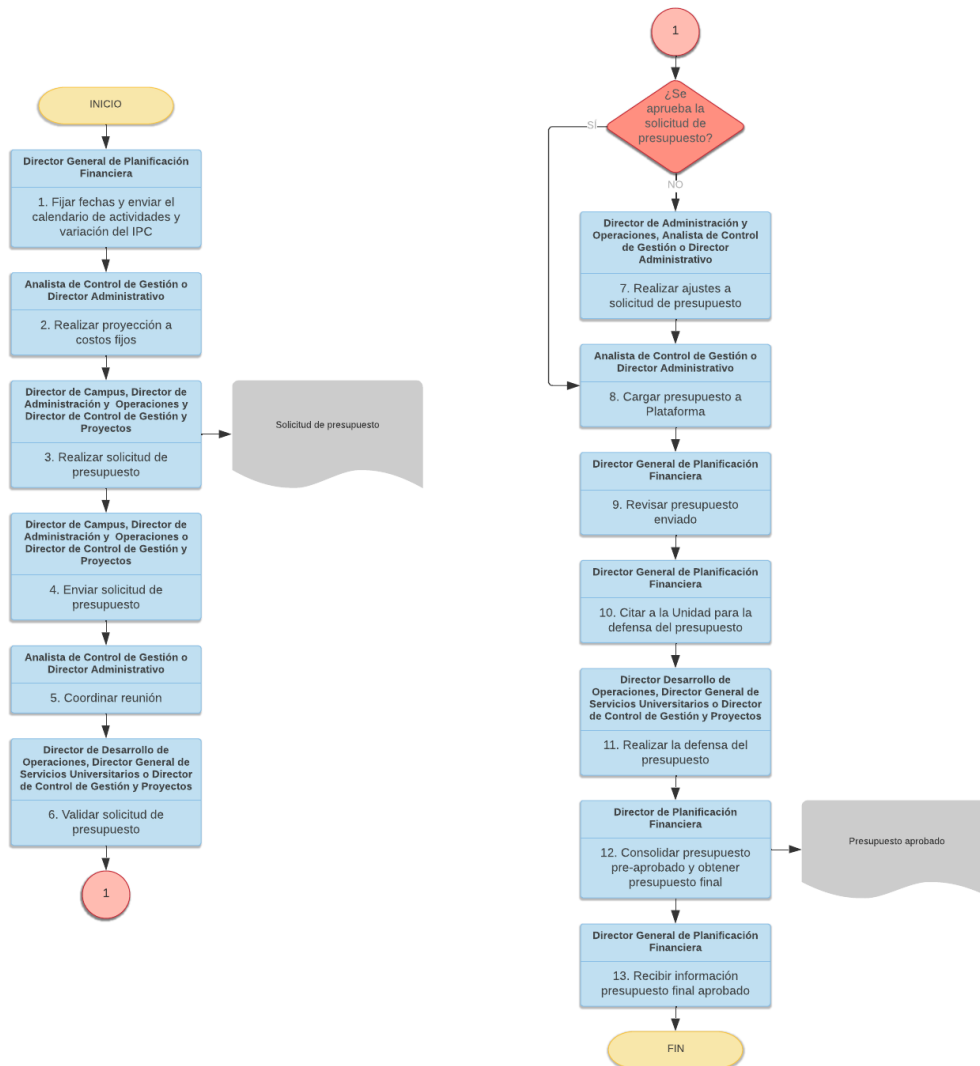 INICIO
Director General de Planificación
Financiera
1. Fijar fechas y enviar el
calendario de actividades y
variación del IPC
Analista de Control de Gestión o
Director Administrativo
2. Realizar proyección a
costos fijos
Director de Campus, Director de
Administración y Operaciones y
Director de Control de Gestión y
Proyectos
3. Realizar solicitud de
presupuesto
Solicitud de presupuesto
Director de Campus, Director de
Administración y Operaciones o
Director de Control de Gestión y
Proyectos
4. Enviar solicitud de
presupuesto
Analista de Control de Gestión o
Director Administrativo
5. Coordinar reunión
Director de Desarrollo de
Operaciones, Director General de
Servicios Universitarios o Director
de Control de Gestión y Proyectos
6. Validar solicitud de
presupuesto
1
1
¿Se
aprueba la
solicitud de
presupuesto?
SÍ
NO
Director de Administración y
Operaciones, Analista de Control
de Gestión o Director
Administrativo
7. Realizar ajustes a
solicitud de presupuesto
Analista de Control de Gestión o
Director Administrativo
8. Cargar presupuesto a
Plataforma
Director General de Planificación
Financiera
9. Revisar presupuesto
enviado
Director General de Planificación
Financiera
10. Citar a la Unidad para la
defensa del presupuesto
Director Desarrollo de
Operaciones, Director General de
Servicios Universitarios o Director
de Control de Gestión y Proyectos
11. Realizar la defensa del
presupuesto
Director de Planificación
Financiera
12. Consolidar presupuesto
pre-aprobado y obtener
presupuesto final
Presupuesto aprobado
Director General de Planificación
Financiera
13. Recibir información
presupuesto final aprobado
FIN